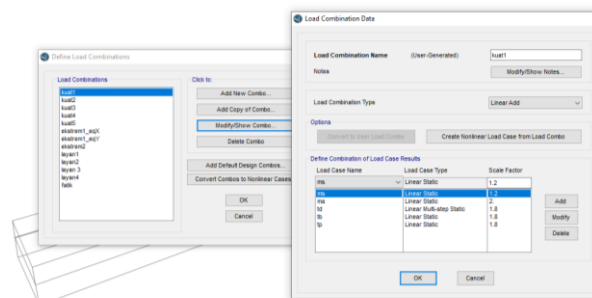 Define Load Combinations
Load Combinations
kuat1
kuat2
kuat3
kuat4
kuat5
ekstrem1_eqX
ekstrem1_eqY
ekstrem2
layan1
layan2
layan 3
layan4
fatik
Click to:
Add New Combo...
Add Copy of Combo...
Modify/Show Combo...
Delete Combo
Add Default Design Combos...
Convert Combos to Nonlinear Cases...
OK
Cancel
Load Combination Data
Load Combination Name (User-Generated) kuat1
Notes Modify/Show Notes...
Load Combination Type Linear Add
Options
Convert to User Load Combo Create Nonlinear Load Case from Load Combo
Define Combination of Load Case Results
Load Case Name Load Case Type Scale Factor
ms Linear Static 1.2
ms Linear Static 1.2
ma Linear Static 2.
td Linear Multi-step Static 1.8
tb Linear Static 1.8
tp Linear Static 1.8
Add
Modify
Delete
OK Cancel